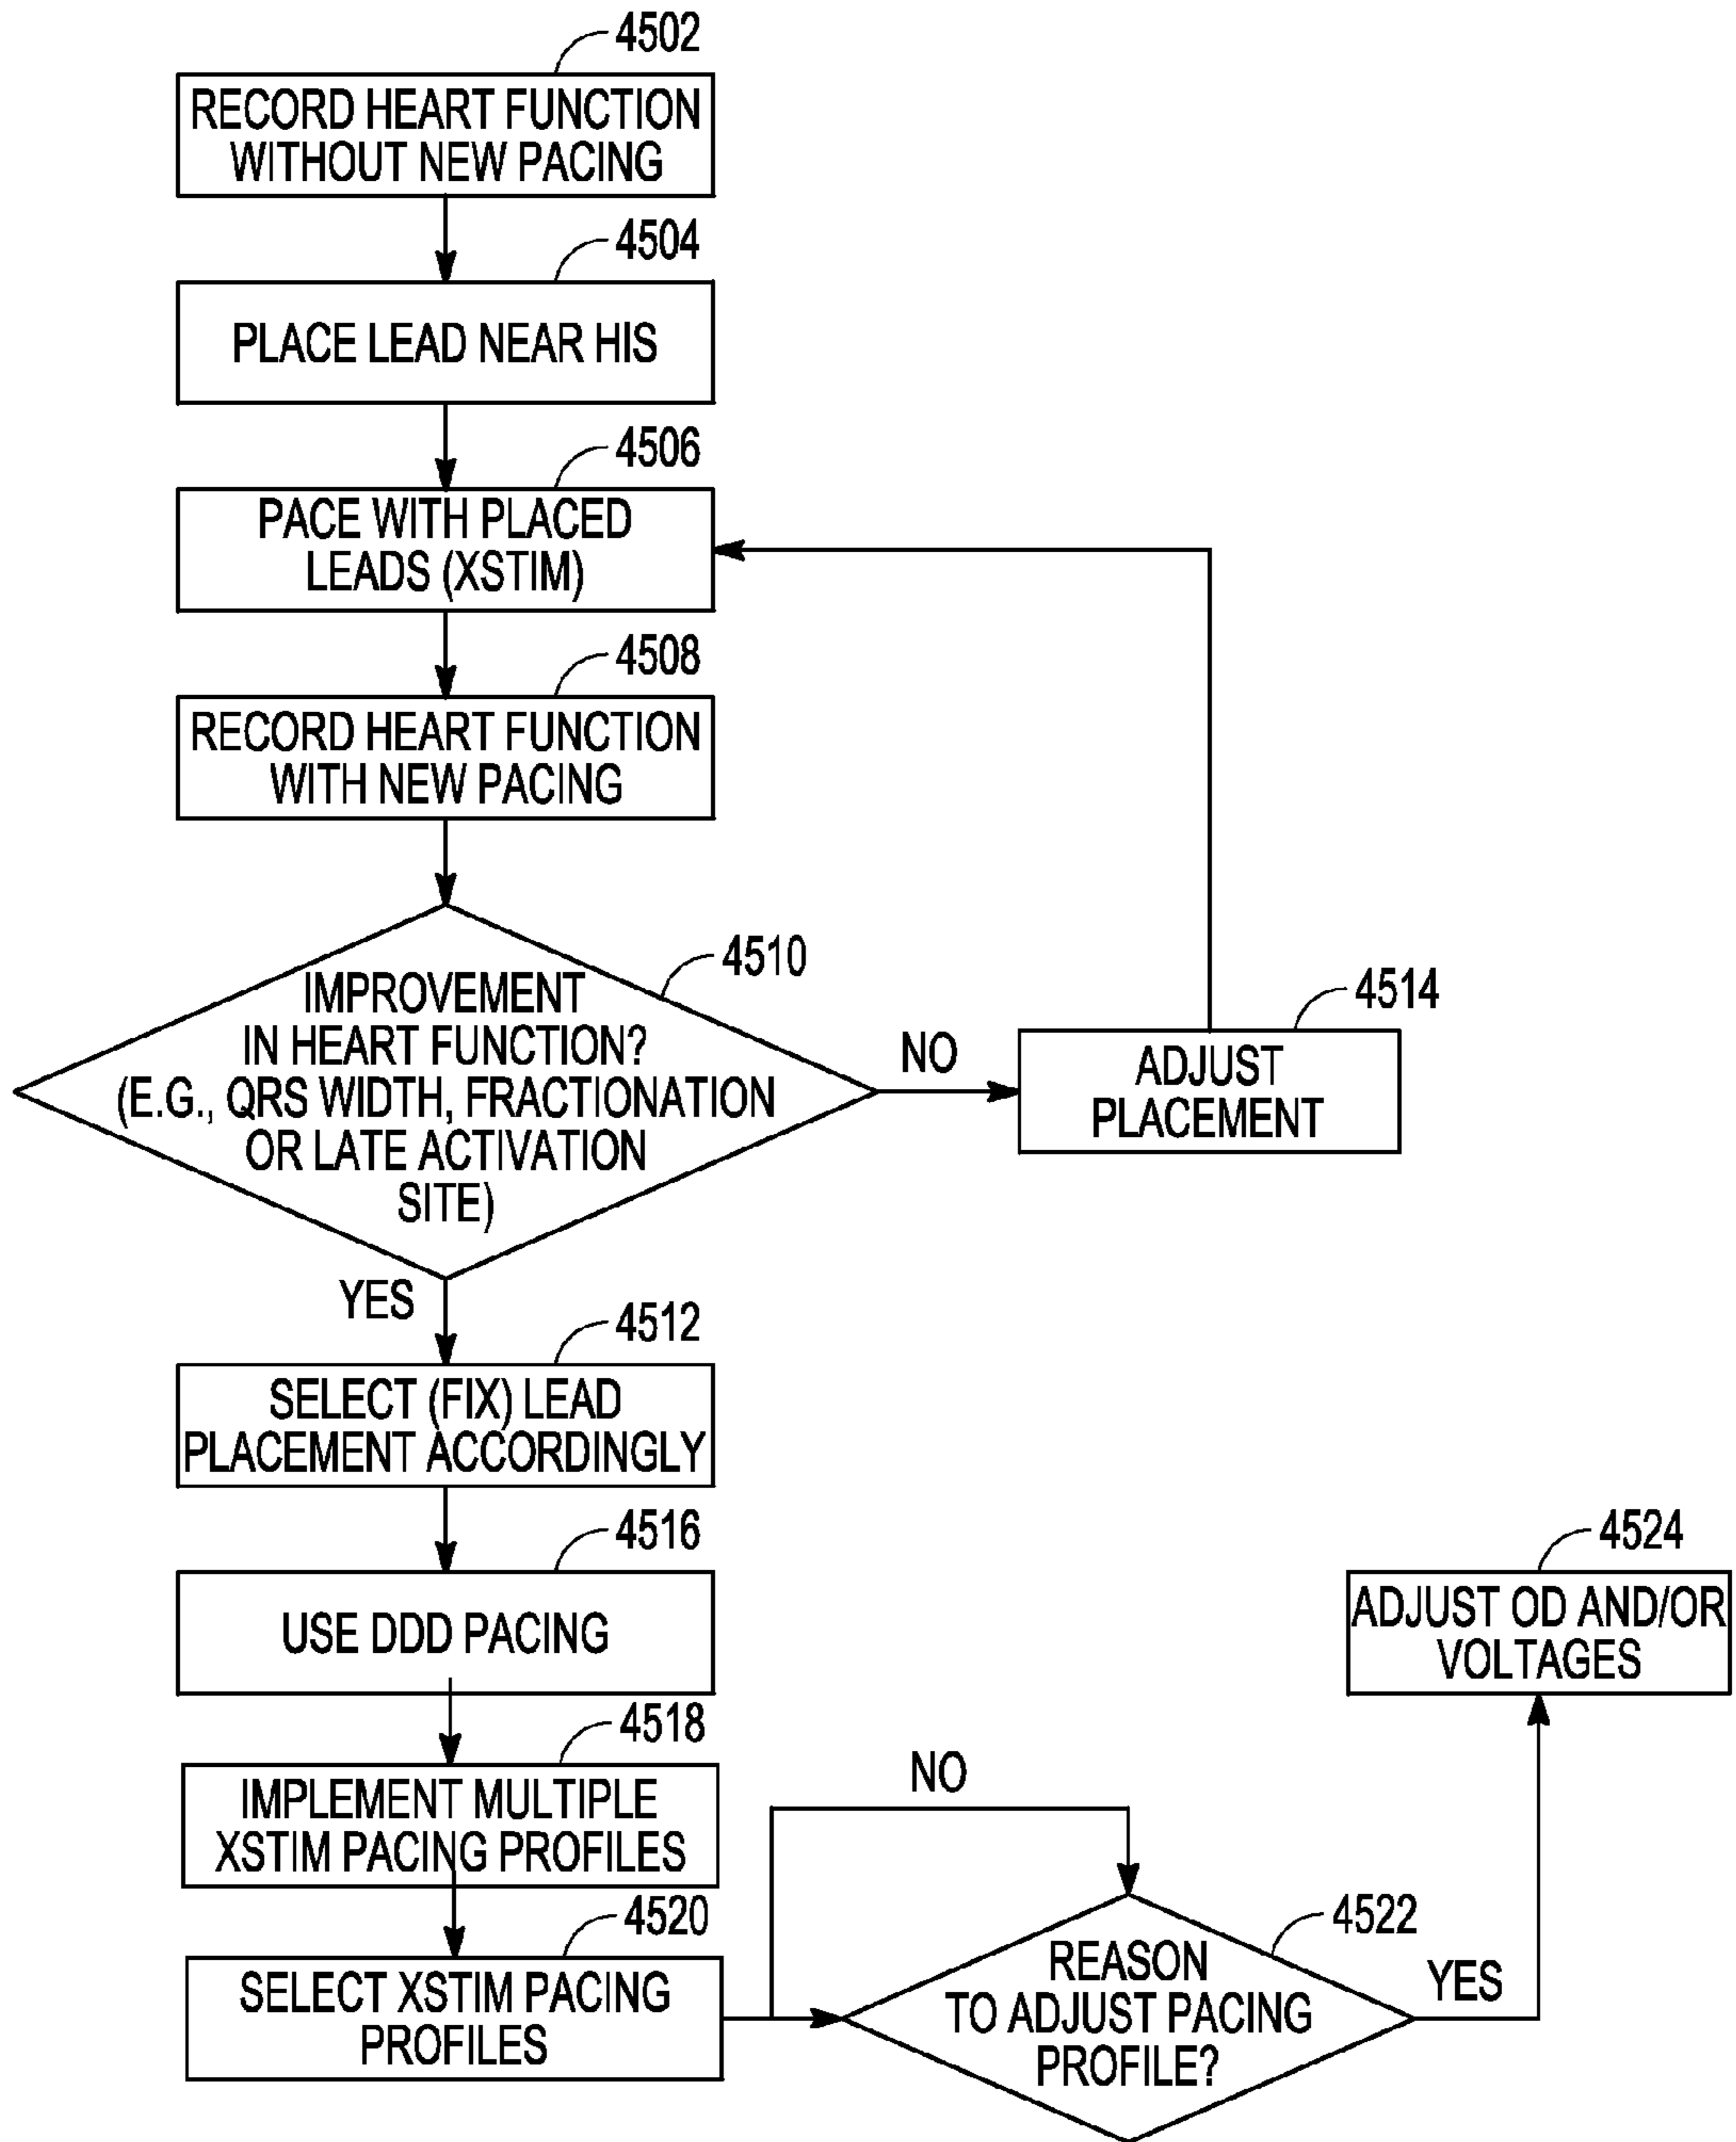 4502
RECORD HEART FUNCTION
WITHOUT NEW PACING
4504
PLACE LEAD NEAR HIS
4506
PACE WITH PLACED
LEADS (XSTIM)
4508
RECORD HEART FUNCTION
WITH NEW PACING
4510
IMPROVEMENT
IN HEART FUNCTION?
(E.G., QRS WIDTH, FRACTIONATION
OR LATE ACTIVATION
SITE)
NO
4514
ADJUST
PLACEMENT
YES
4512
SELECT (FIX) LEAD
PLACEMENT ACCORDINGLY
4516
USE DDD PACING
4518
IMPLEMENT MULTIPLE
XSTIM PACING PROFILES
4520
SELECT XSTIM PACING
PROFILES
NO
4522
REASON
TO ADJUST PACING
PROFILE?
YES
4524
ADJUST OD AND/OR
VOLTAGES